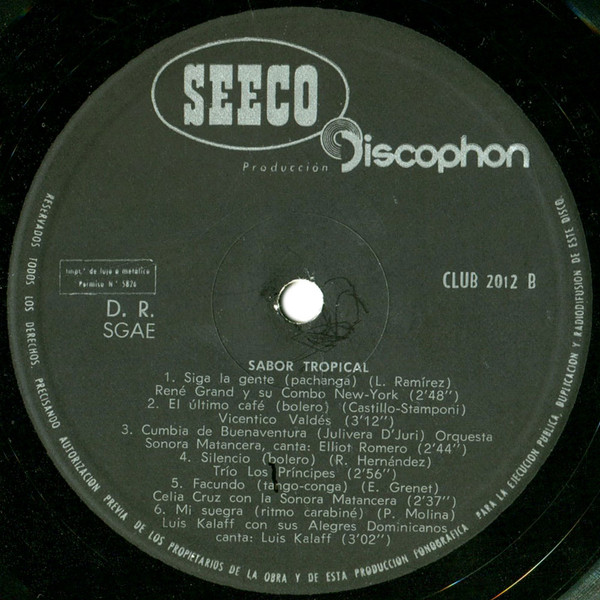 SEECO
Producción Discophon
Impr. de lujo a metálico
Permiso N.° 5826
D. R.
SGAE
CLUB 2012 B
SABOR TROPICAL
1. Siga la gente (pachanga) (L. Ramírez)
René Grand y su Combo New-York (2'48'')
2. El último café (bolero) (Castillo-Stamponi)
Vicentico Valdés (3'12'')
3. Cumbia de Buenaventura (Julivera D'Juri) Orquesta
Sonora Matancera, canta: Elliot Romero (2'44'')
4. Silencio (bolero) (R. Hernández)
Trío Los Príncipes (2'56'')
5. Facundo (tango-conga) (E. Grenet)
Celia Cruz con la Sonora Matancera (2'37'')
6. Mi suegra (ritmo carabiné) (P. Molina)
Luis Kalaff con sus Alegres Dominicanos
canta: Luis Kalaff (3'02'')
RESERVADOS TODOS LOS DERECHOS, PRECISANDO AUTORIZACION PREVIA DE LOS PROPIETARIOS DE LA OBRA Y DE ESTA PRODUCCION FONOGRAFICA PARA LA EJECUCION PUBLICA, DUPLICACION Y RADIODIFUSION DE ESTE DISCO